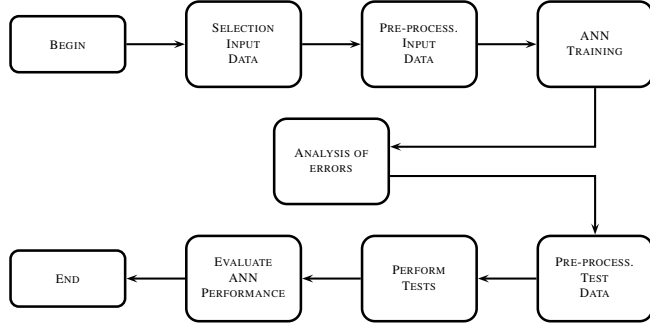 BEGIN
SELECTION
INPUT
DATA
PRE-PROCESS.
INPUT
DATA
ANN
TRAINING
ANALYSIS OF
ERRORS
END
EVALUATE
ANN
PERFORMANCE
PERFORM
TESTS
PRE-PROCESS.
TEST
DATA